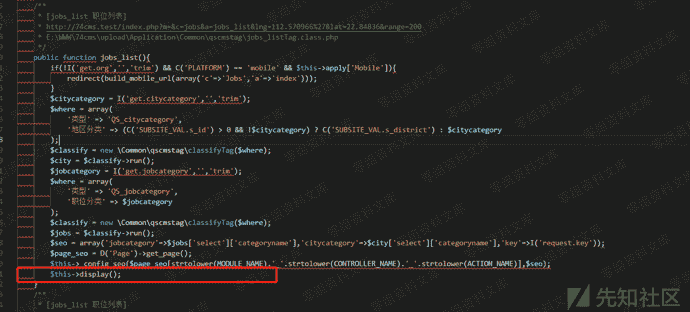 /**
* [jobs_list 职位列表]
* http://74cms.test/index.php?m=&c=jobs&a=jobs_list&lng=112.570966%27&lat=22.84836&range=200
* E:\WWW\74cms\upload\Application\Common\qscmstag\jobs_listTag.class.php
*/
public function jobs_list(){
if(!I('get.org','','trim') && C('PLATFORM') == 'mobile' && $this->apply['Mobile']){
redirect(build_mobile_url(array('c'=>'Jobs','a'=>'index')));
}
$citycategory = I('get.citycategory','','trim');
$where = array(
'类型' => 'QS_citycategory',
'地区分类' => (C('SUBSITE_VAL.s_id') > 0 && !$citycategory) ? C('SUBSITE_VAL.s_district') : $citycategory
);
$classify = new \Common\qscmstag\classifyTag($where);
$city = $classify->run();
$jobcategory = I('get.jobcategory','','trim');
$where = array(
'类型' => 'QS_jobcategory',
'职位分类' => $jobcategory
);
$classify = new \Common\qscmstag\classifyTag($where);
$jobs = $classify->run();
$seo = array('jobcategory'=>$jobs['select']['categoryname'],'citycategory'=>$city['select']['categoryname'],'key'=>I('request.key'));
$page_seo = D('Page')->get_page();
$this->_config_seo($page_seo[strtolower(MODULE_NAME).'_'.strtolower(CONTROLLER_NAME).'_'.strtolower(ACTION_NAME)],$seo);
$this->display();
}
/**
* [jobs_list 职位列表]
先知社区